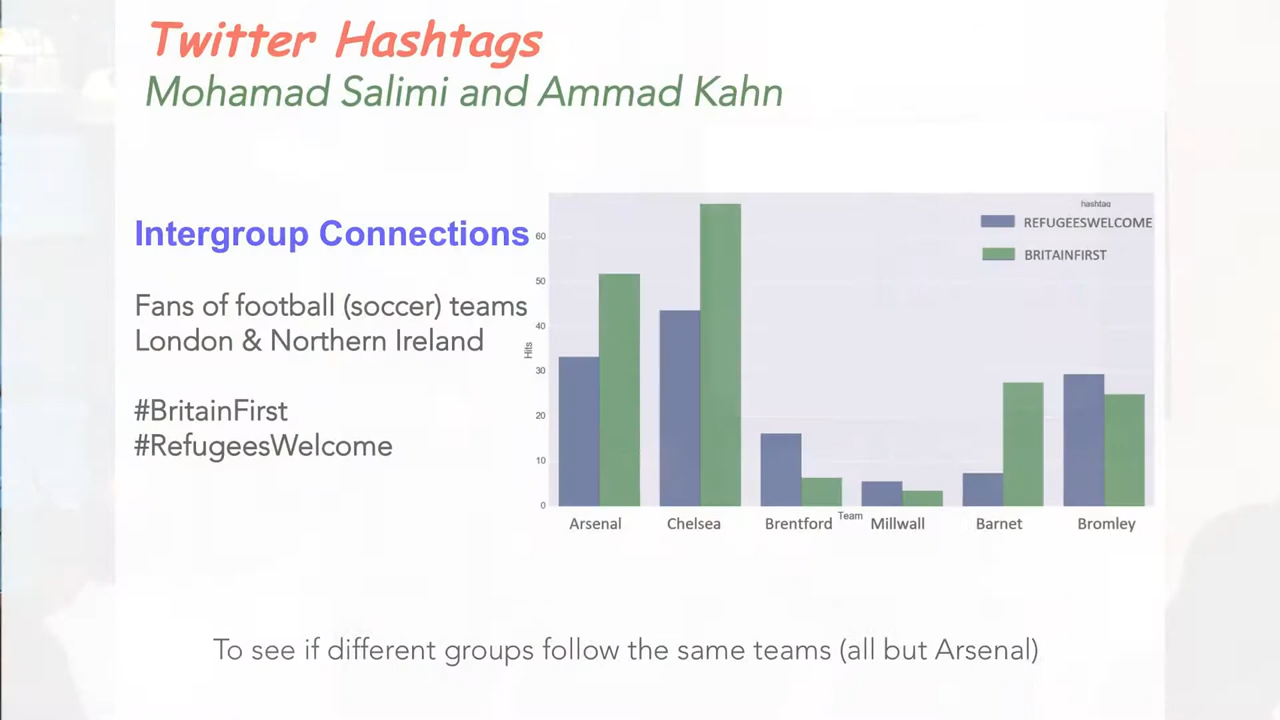 Twitter Hashtags
Mohamad Salimi and Ammad Kahn
Intergroup Connections
Fans of football (soccer) teams
London & Northern Ireland
#BritainFirst
#RefugeesWelcome
hashtag
REFUGEESWELCOME
BRITAINFIRST
60
50
40
30
20
10
0
Hits
Arsenal Chelsea Brentford Millwall Barnet Bromley
Team
To see if different groups follow the same teams (all but Arsenal)